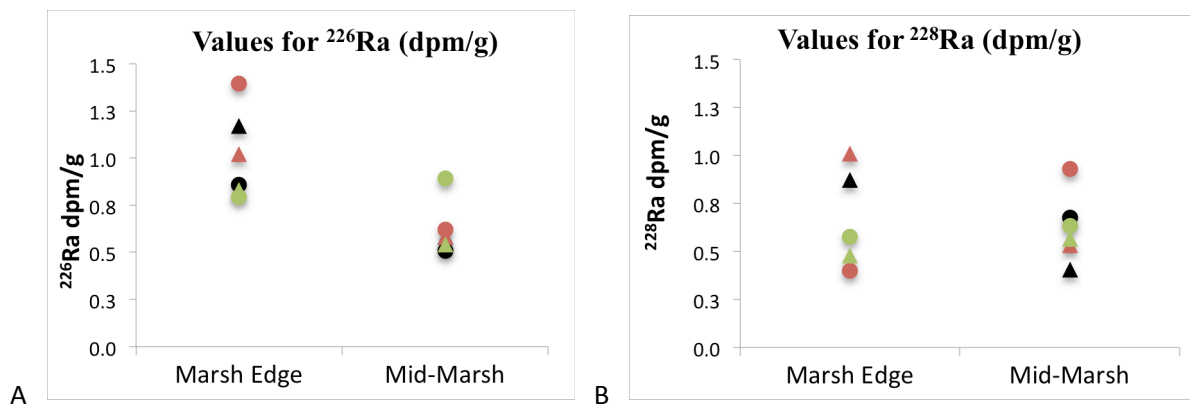 Values for ²²⁶Ra (dpm/g)
1.5
1.3
1.0
0.8
0.5
0.3
0.0
²²⁶Ra dpm/g
Marsh Edge Mid-Marsh
A
Values for ²²⁸Ra (dpm/g)
1.5
1.3
1.0
0.8
0.5
0.3
0.0
²²⁸Ra dpm/g
Marsh Edge Mid-Marsh
B